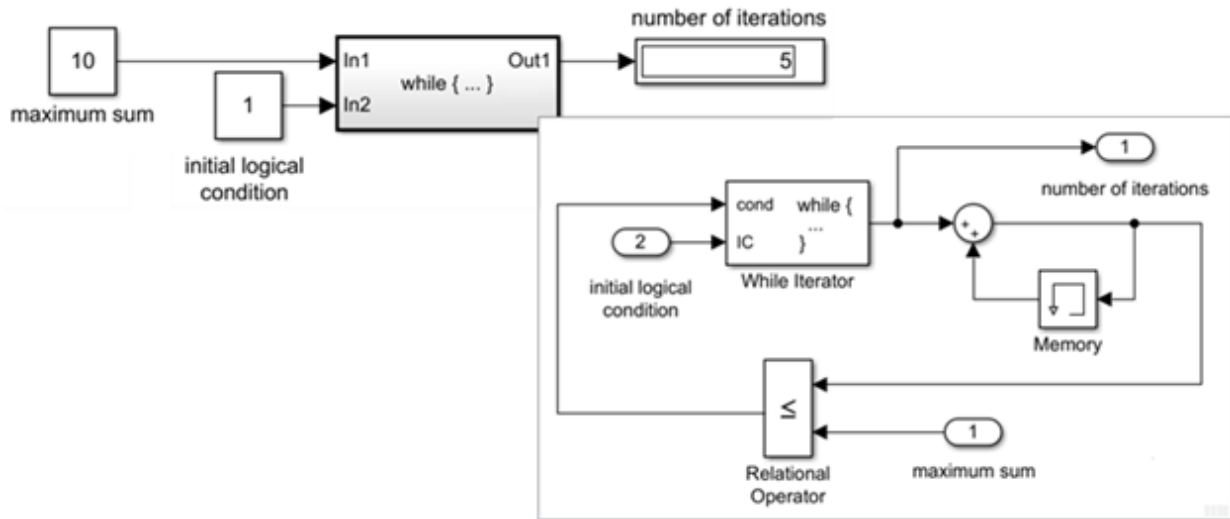 number of iterations
10
In1
Out1
5
while { ... }
1
In2
maximum sum
initial logical
condition
1
number of iterations
cond
while {
...
}
IC
+
+
2
While Iterator
initial logical
condition
Memory
≤
1
Relational
Operator
maximum sum